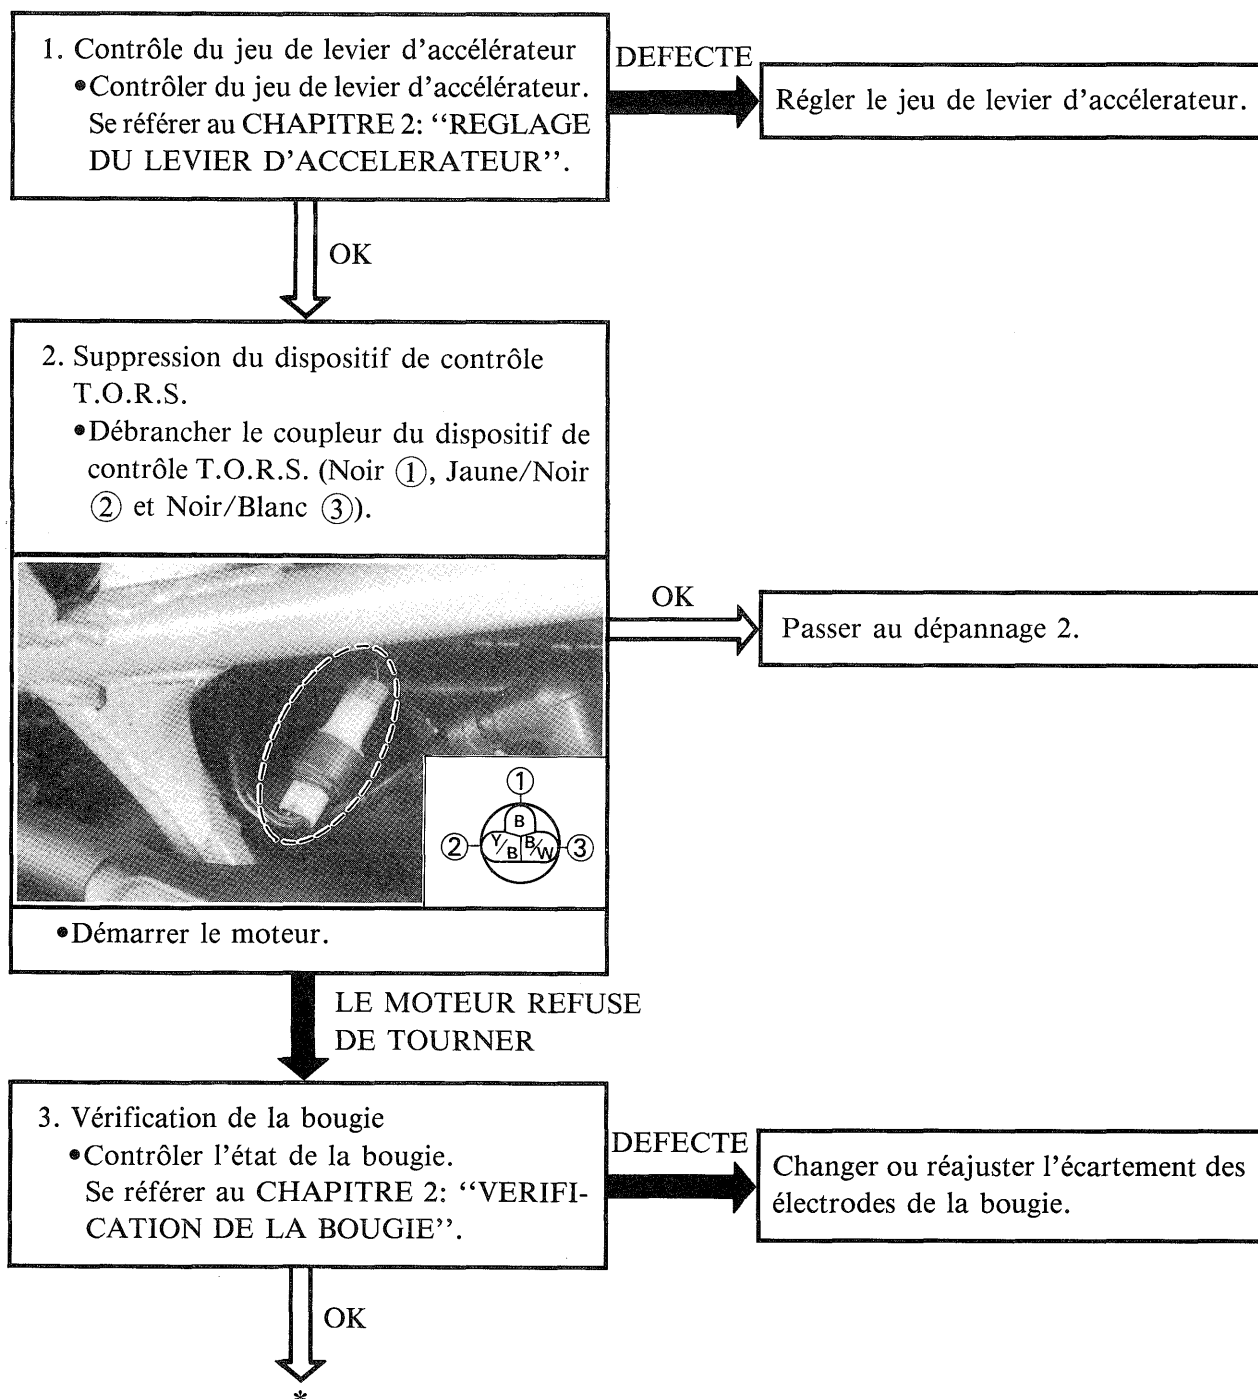 1. Contrôle du jeu de levier d'accélérateur
•Contrôler du jeu de levier d'accélérateur.
Se référer au CHAPITRE 2: “REGLAGE
DU LEVIER D'ACCELERATEUR”.
DEFECTE
Régler le jeu de levier d'accélerateur.
OK
2. Suppression du dispositif de contrôle
T.O.R.S.
•Débrancher le coupleur du dispositif de
contrôle T.O.R.S. (Noir ①, Jaune/Noir
② et Noir/Blanc ③).
OK
Passer au dépannage 2.
①
B
② Y/B B/W ③
•Démarrer le moteur.
LE MOTEUR REFUSE
DE TOURNER
3. Vérification de la bougie
•Contrôler l'état de la bougie.
Se référer au CHAPITRE 2: “VERIFI-
CATION DE LA BOUGIE”.
DEFECTE
Changer ou réajuster l'écartement des
électrodes de la bougie.
OK
*